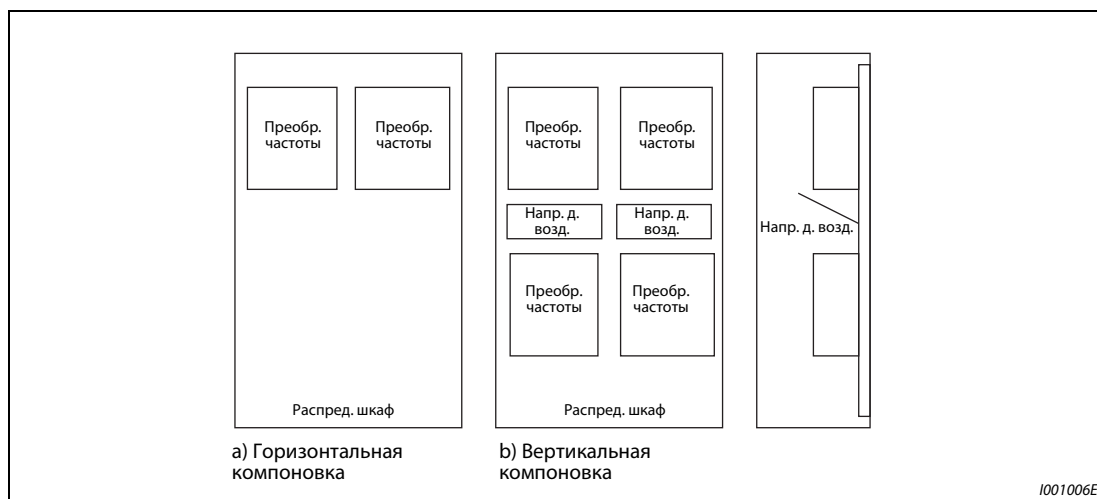 Преобр.
частоты
Преобр.
частоты
Распред. шкаф
a) Горизонтальная
компоновка
Преобр.
частоты
Преобр.
частоты
Напр. д.
возд.
Напр. д.
возд.
Преобр.
частоты
Преобр.
частоты
Распред. шкаф
b) Вертикальная
компоновка
Напр. д. возд.
I001006E